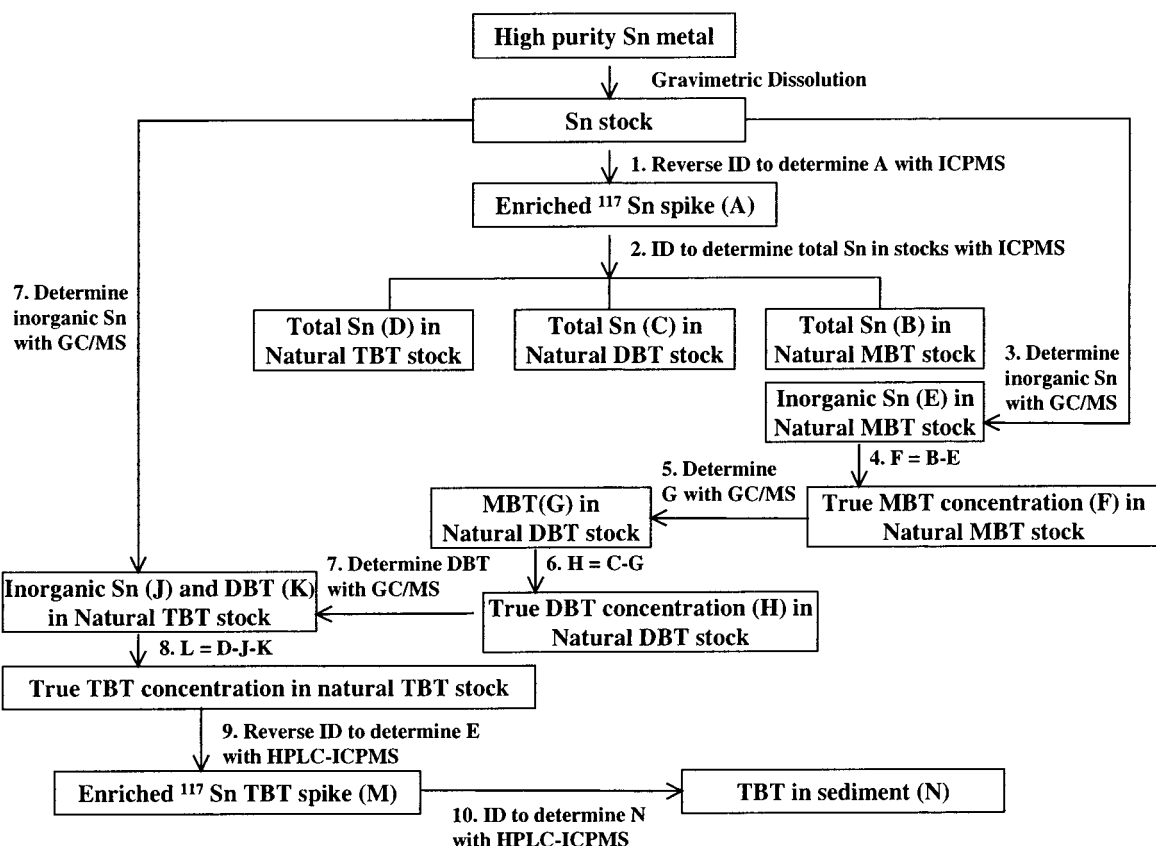 High purity Sn metal
Gravimetric Dissolution
Sn stock
1. Reverse ID to determine A with ICPMS
Enriched ¹¹⁷ Sn spike (A)
2. ID to determine total Sn in stocks with ICPMS
7. Determine
inorganic Sn
with GC/MS
Total Sn (D) in
Natural TBT stock
Total Sn (C) in
Natural DBT stock
Total Sn (B) in
Natural MBT stock
3. Determine
inorganic Sn
with GC/MS
Inorganic Sn (E) in
Natural MBT stock
4. F = B-E
5. Determine
G with GC/MS
True MBT concentration (F) in
Natural MBT stock
MBT(G) in
Natural DBT stock
6. H = C-G
7. Determine DBT
with GC/MS
True DBT concentration (H) in
Natural DBT stock
Inorganic Sn (J) and DBT (K)
in Natural TBT stock
8. L = D-J-K
True TBT concentration in natural TBT stock
9. Reverse ID to determine E
with HPLC-ICPMS
Enriched ¹¹⁷ Sn TBT spike (M)
10. ID to determine N
with HPLC-ICPMS
TBT in sediment (N)